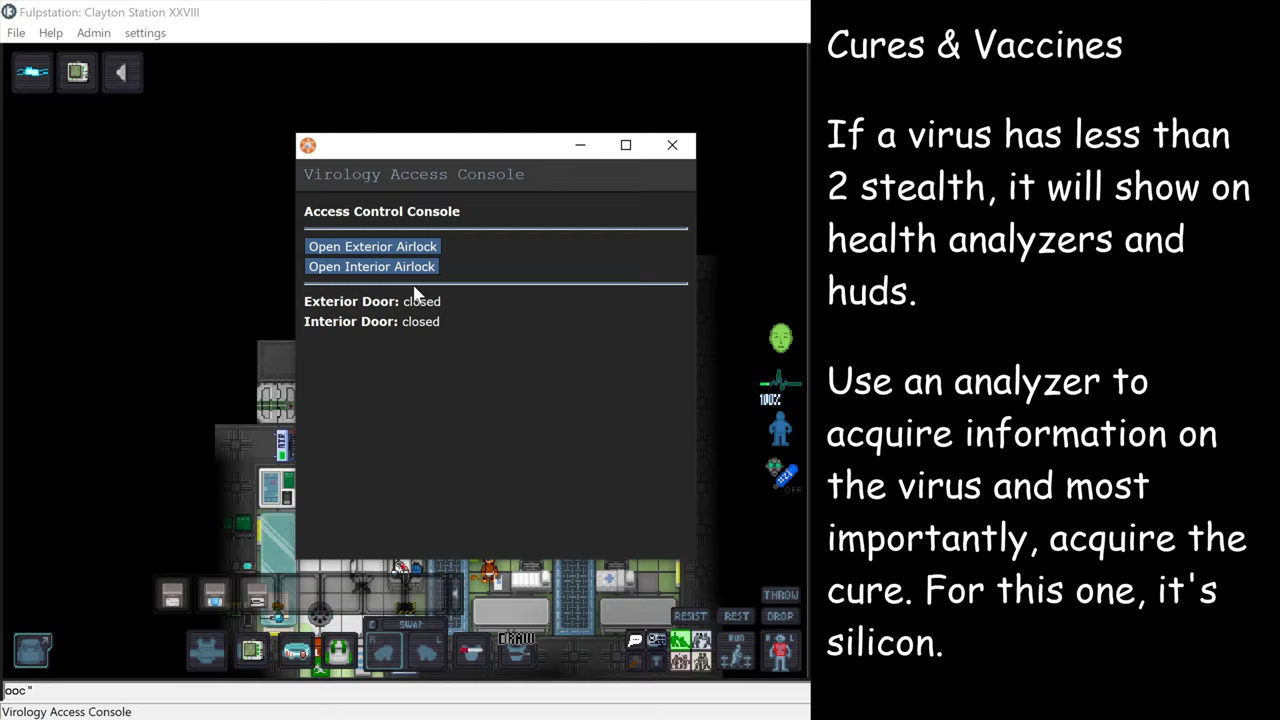 Fulpstation: Clayton Station XXVIII
File Help Admin settings
Virology Access Console
Access Control Console
Open Exterior Airlock
Open Interior Airlock
Exterior Door: closed
Interior Door: closed
100%
OFF
THROW
RESIST REST DROP
SWAP
R L
DRAW
RUN
ooc"
Virology Access Console
Cures & Vaccines
If a virus has less than
2 stealth, it will show on
health analyzers and
huds.
Use an analyzer to
acquire information on
the virus and most
importantly, acquire the
cure. For this one, it's
silicon.